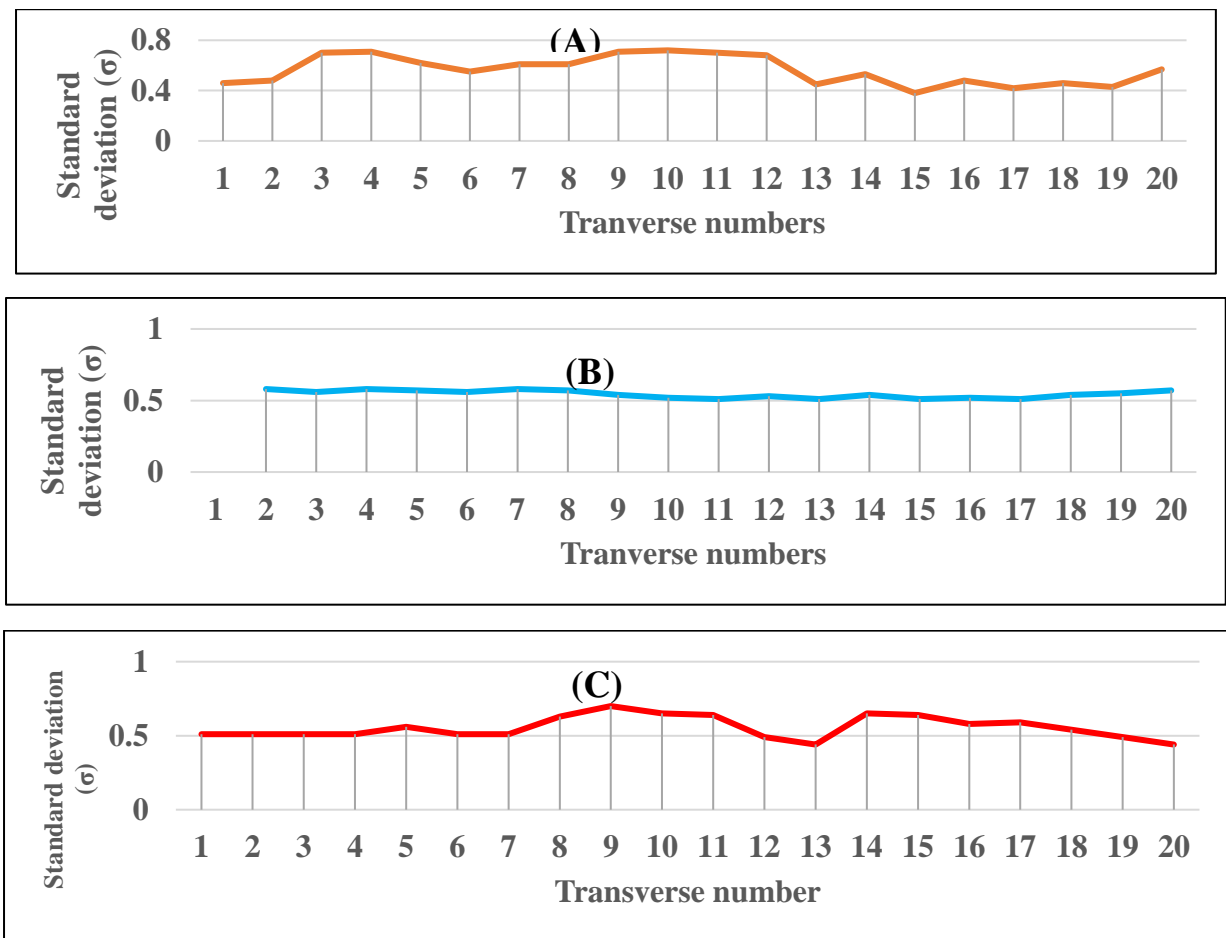 (A)
Standard
deviation (σ)
0.8
0.4
0
1 2 3 4 5 6 7 8 9 10 11 12 13 14 15 16 17 18 19 20
Tranverse numbers
(B)
Standard
deviation (σ)
1
0.5
0
1 2 3 4 5 6 7 8 9 10 11 12 13 14 15 16 17 18 19 20
Tranverse numbers
(C)
Standard deviation
(σ)
1
0.5
0
1 2 3 4 5 6 7 8 9 10 11 12 13 14 15 16 17 18 19 20
Transverse number